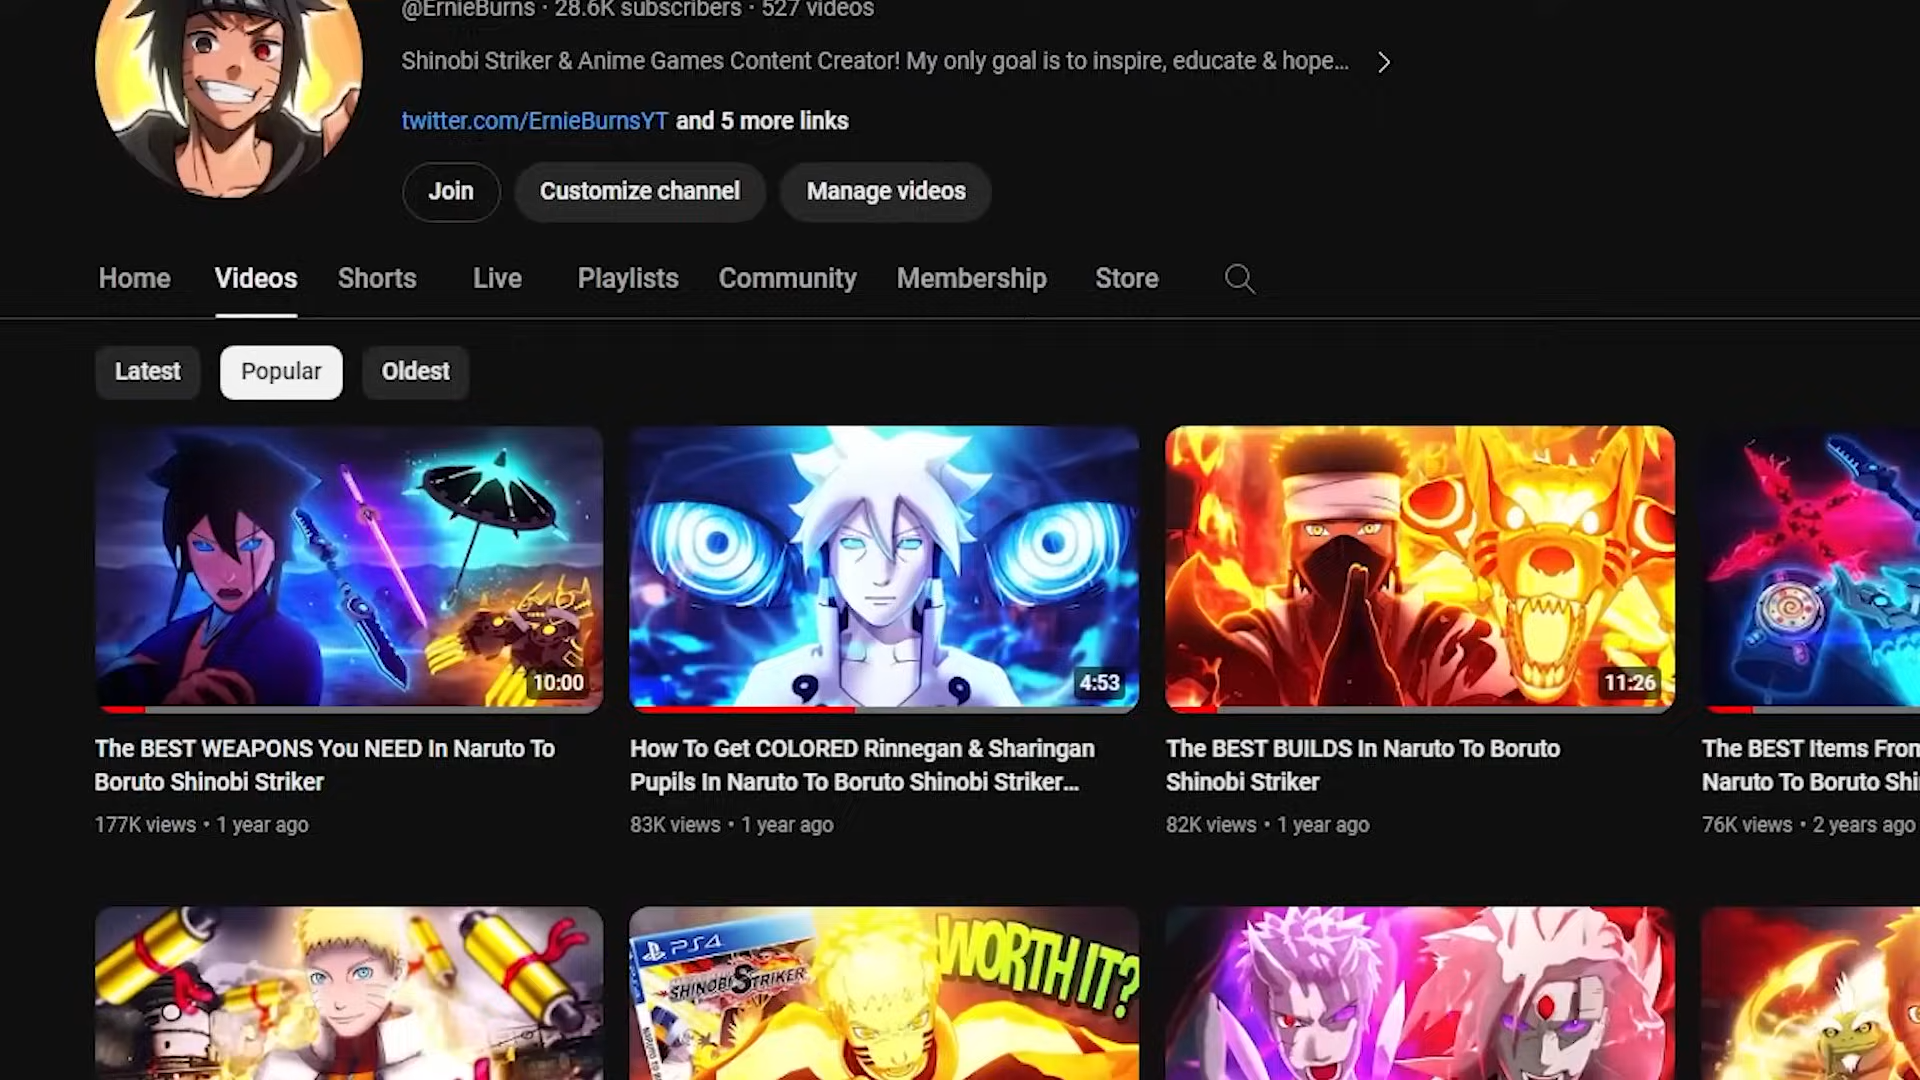 @ErnieBurns · 28.6K subscribers · 527 videos
Shinobi Striker & Anime Games Content Creator! My only goal is to inspire, educate & hope...
twitter.com/ErnieBurnsYT and 5 more links
Join Customize channel Manage videos
Home Videos Shorts Live Playlists Community Membership Store
Latest Popular Oldest
10:00
4:53
11:26
The BEST WEAPONS You NEED In Naruto To
Boruto Shinobi Striker
177K views • 1 year ago
How To Get COLORED Rinnegan & Sharingan
Pupils In Naruto To Boruto Shinobi Striker...
83K views • 1 year ago
The BEST BUILDS In Naruto To Boruto
Shinobi Striker
82K views • 1 year ago
The BEST Items From
Naruto To Boruto Shi
76K views • 2 years ago
PS4
SHINOBI STRIKER
WORTH IT?